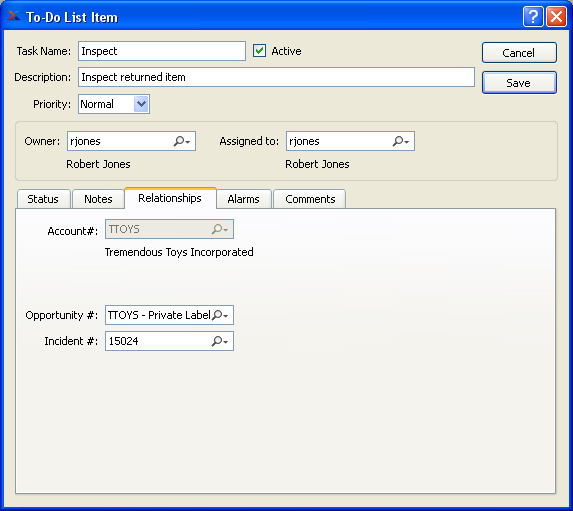 To-Do List Item
Task Name: Inspect Active Cancel
Description: Inspect returned item Save
Priority: Normal
Owner: rjones Assigned to: rjones
Robert Jones Robert Jones
Status Notes Relationships Alarms Comments
Account#: TTOYS
Tremendous Toys Incorporated
Opportunity #: TTOYS - Private Label
Incident #: 15024